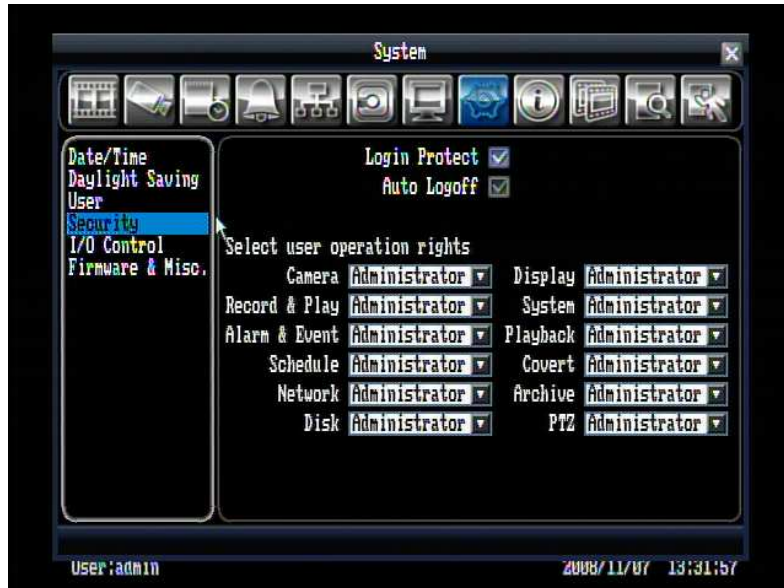 System
Date/Time
Daylight Saving
User
Security
I/O Control
Firmware & Misc.
Login Protect
Auto Logoff
Select user operation rights
Camera Administrator Display Administrator
Record & Play Administrator System Administrator
Alarm & Event Administrator Playback Administrator
Schedule Administrator Covert Administrator
Network Administrator Archive Administrator
Disk Administrator PTZ Administrator
User:admin 2008/11/07 13:31:57